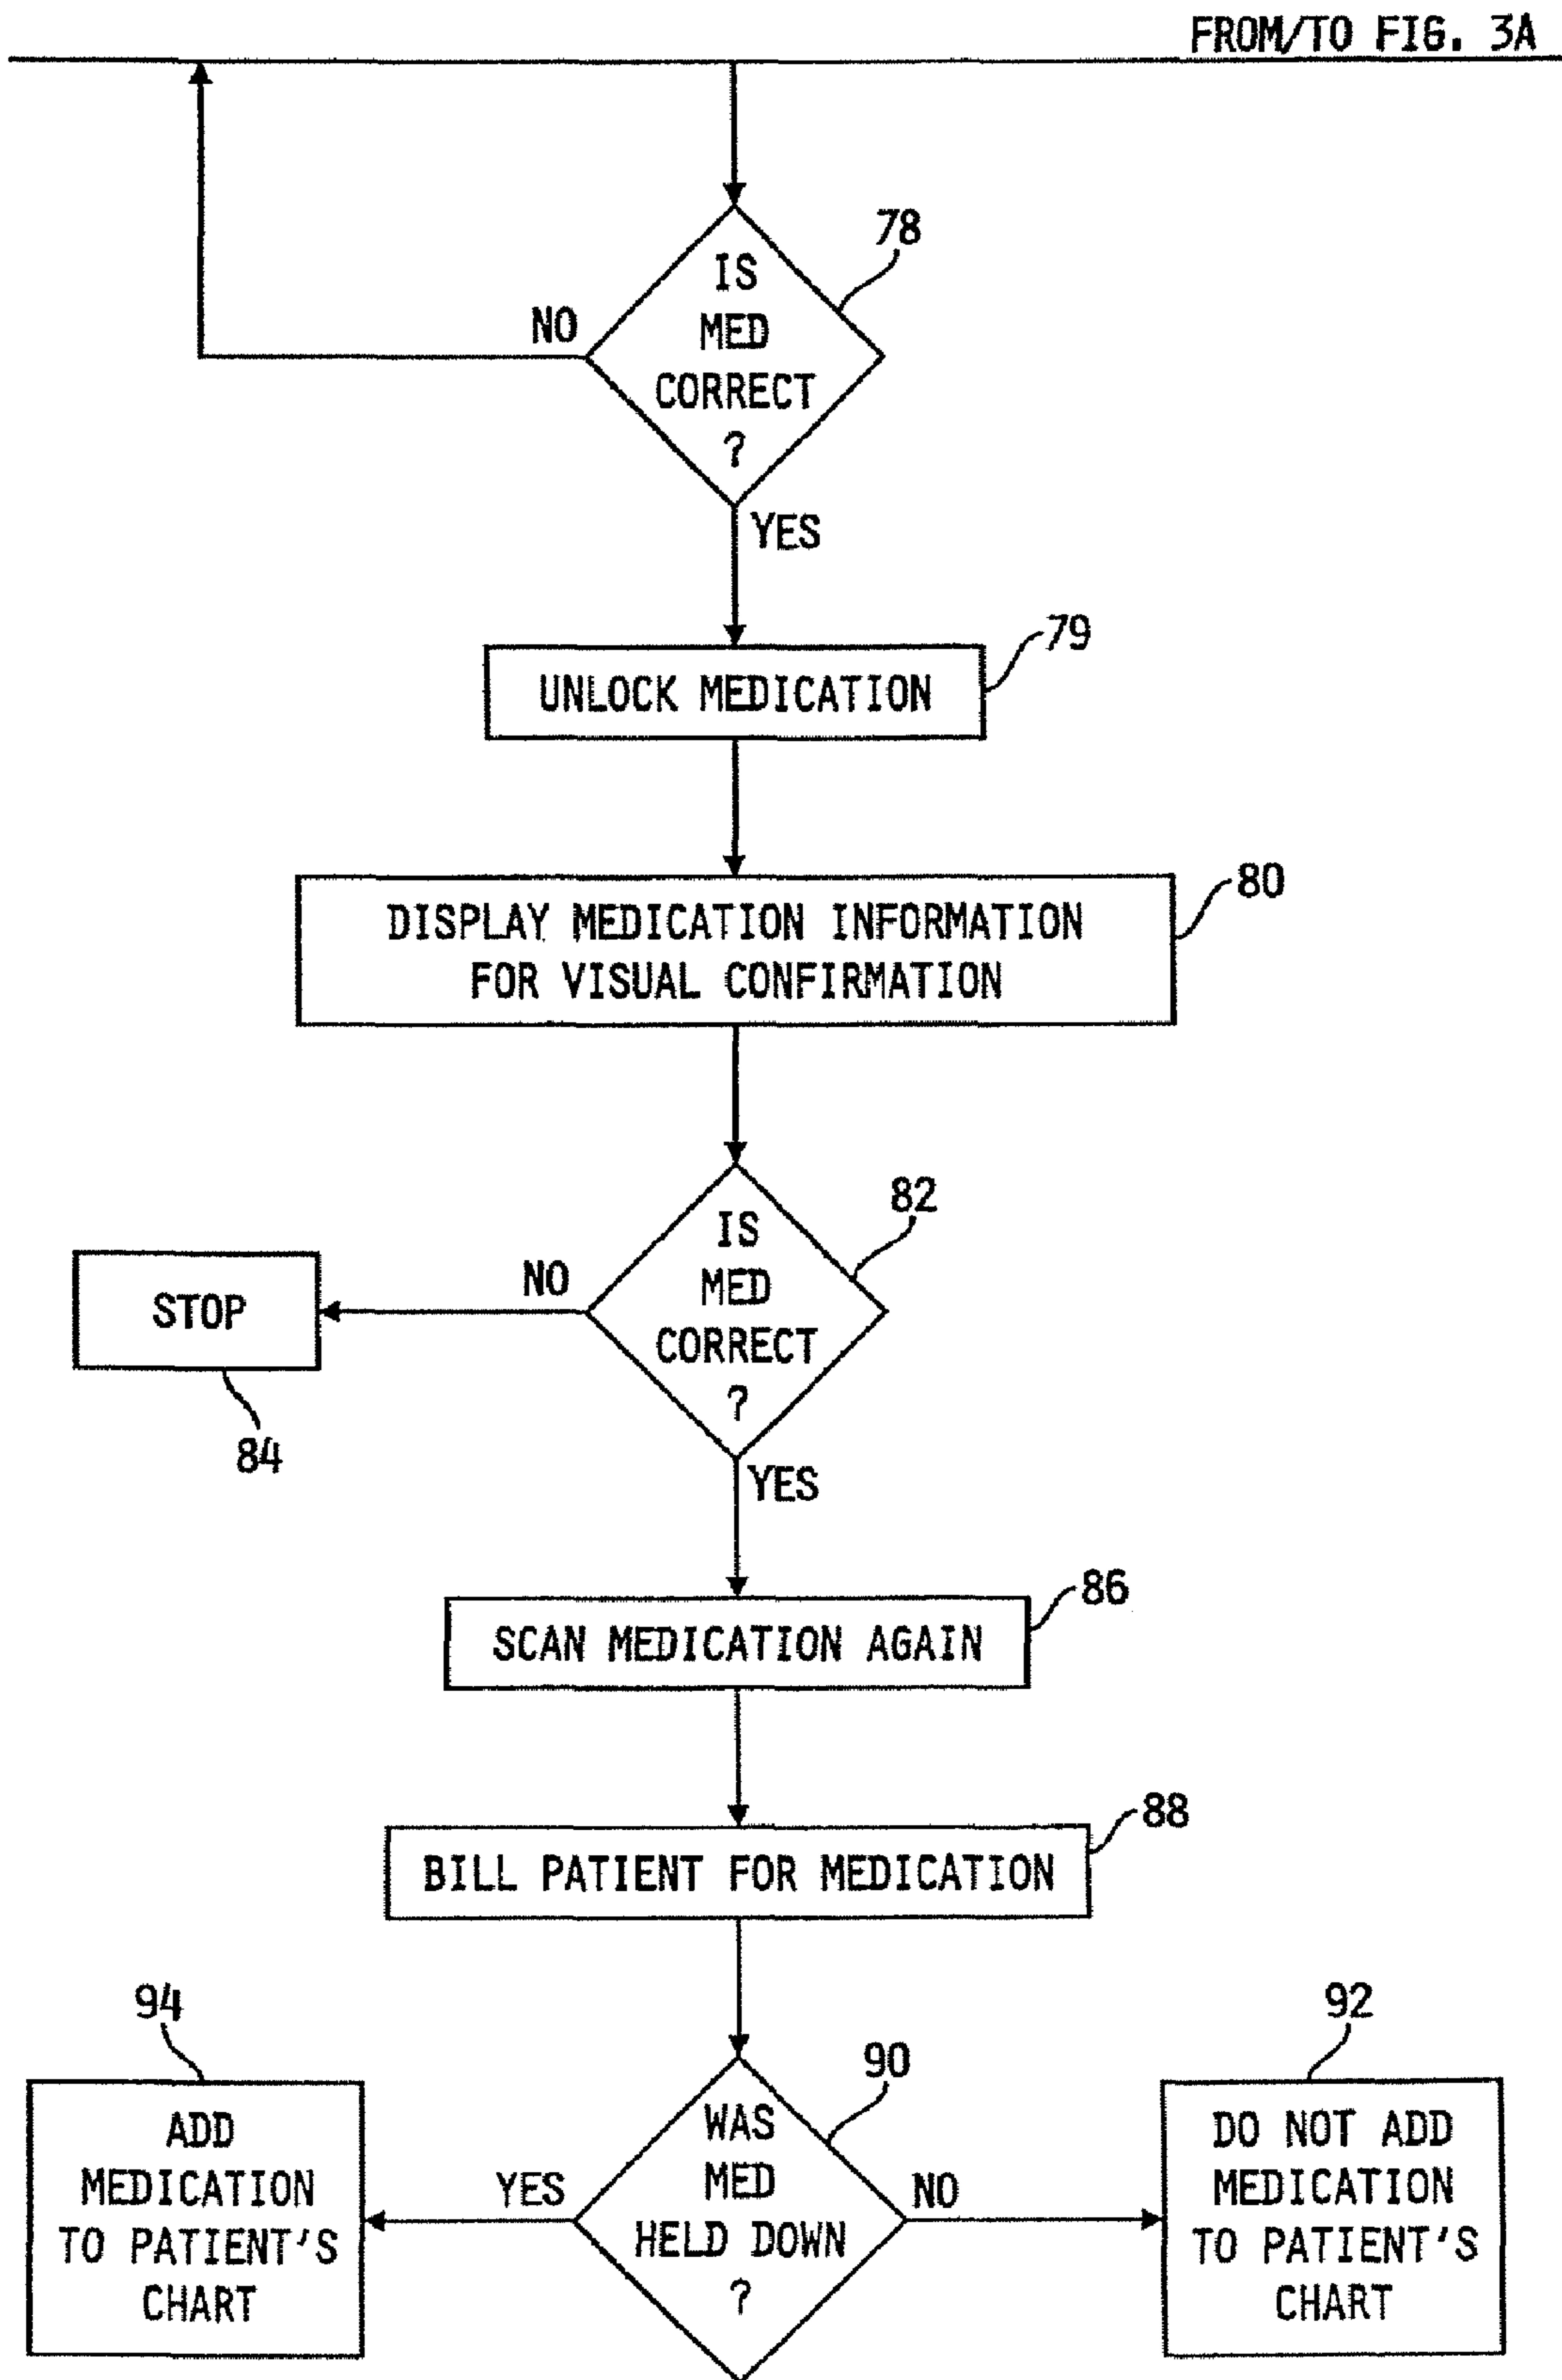 FROM/TO FIG. 3A
78
IS
MED
CORRECT
?
NO
YES
79
UNLOCK MEDICATION
80
DISPLAY MEDICATION INFORMATION
FOR VISUAL CONFIRMATION
82
IS
MED
CORRECT
?
NO
STOP
84
YES
86
SCAN MEDICATION AGAIN
88
BILL PATIENT FOR MEDICATION
90
WAS
MED
HELD DOWN
?
YES
94
ADD
MEDICATION
TO PATIENT'S
CHART
NO
92
DO NOT ADD
MEDICATION
TO PATIENT'S
CHART